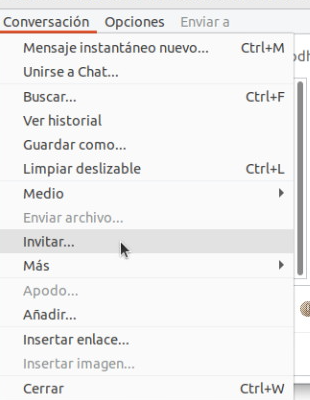 Conversación Opciones Enviar a
Mensaje instantáneo nuevo... Ctrl+M
Unirse a Chat...
Buscar... Ctrl+F
Ver historial
Guardar como...
Limpiar deslizable Ctrl+L
Medio
Enviar archivo...
Invitar...
Más
Apodo...
Añadir...
Insertar enlace...
Insertar imagen...
Cerrar Ctrl+W